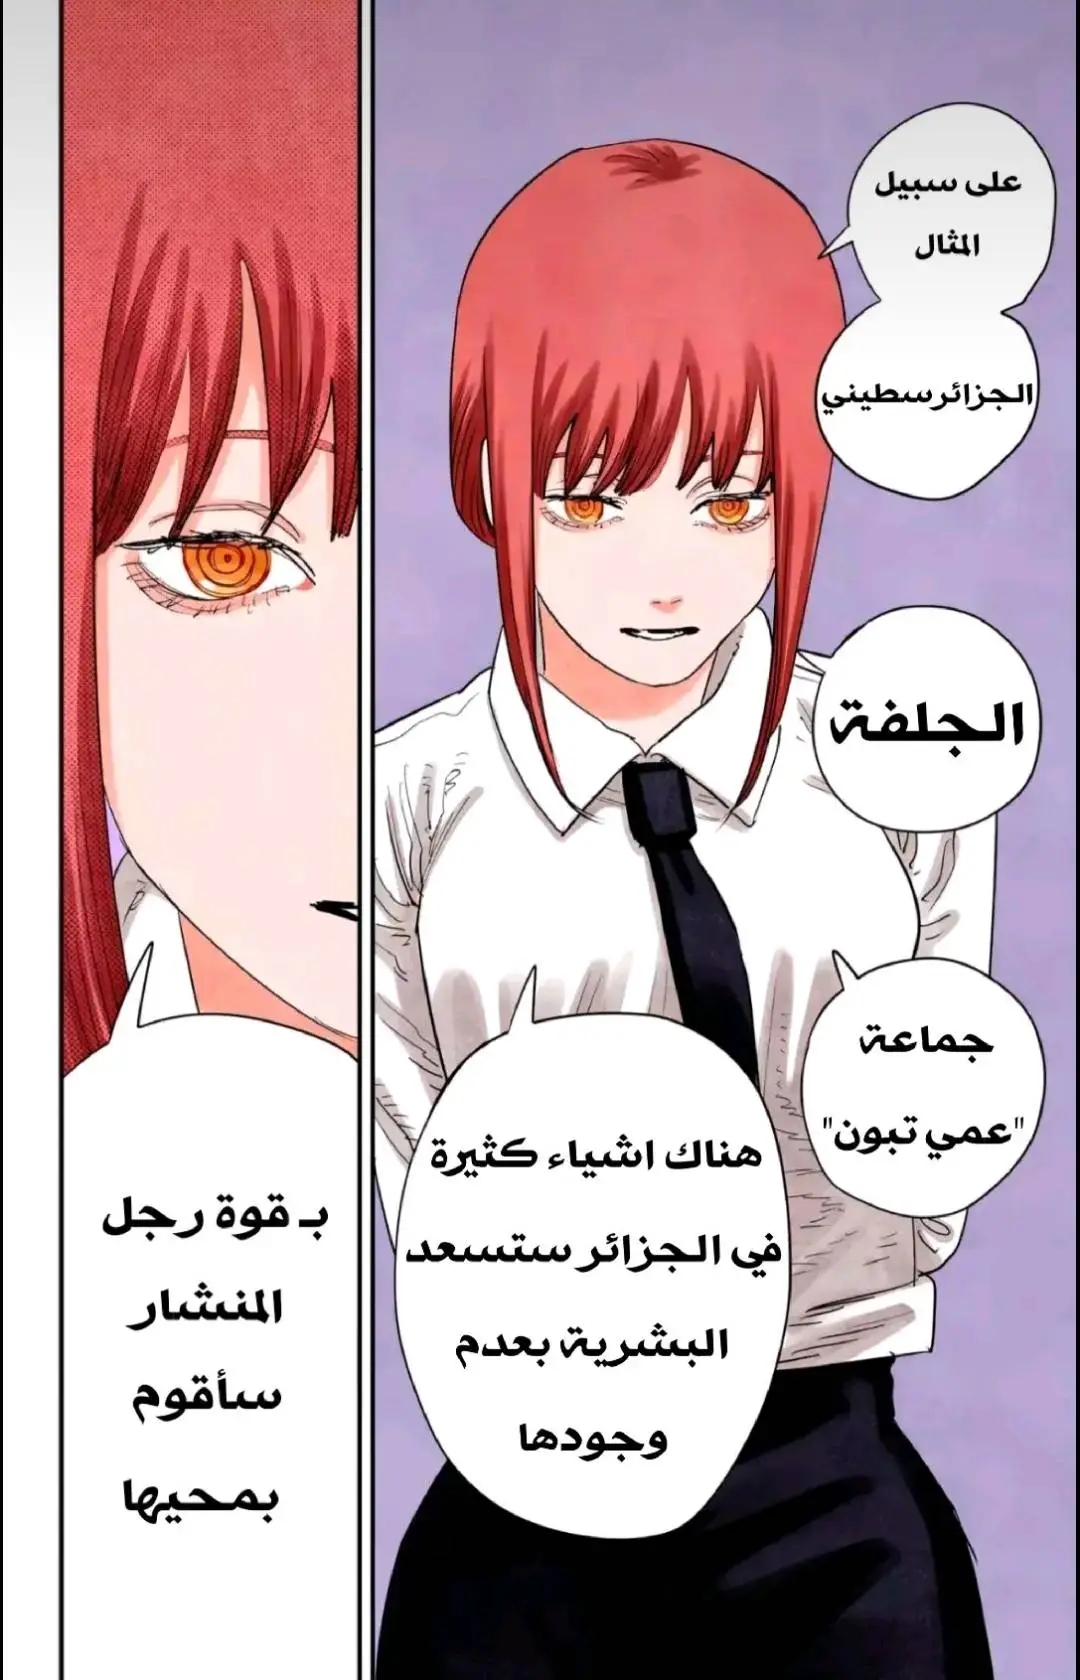 على سبيل
المثال
الجزائرسطيني
الجلفة
جماعة
"عمي تبون"
هناك اشياء كثيرة
في الجزائر ستسعد
البشرية بعدم
وجودها
بـ قوة رجل
المنشار
سأقوم
بمحيها